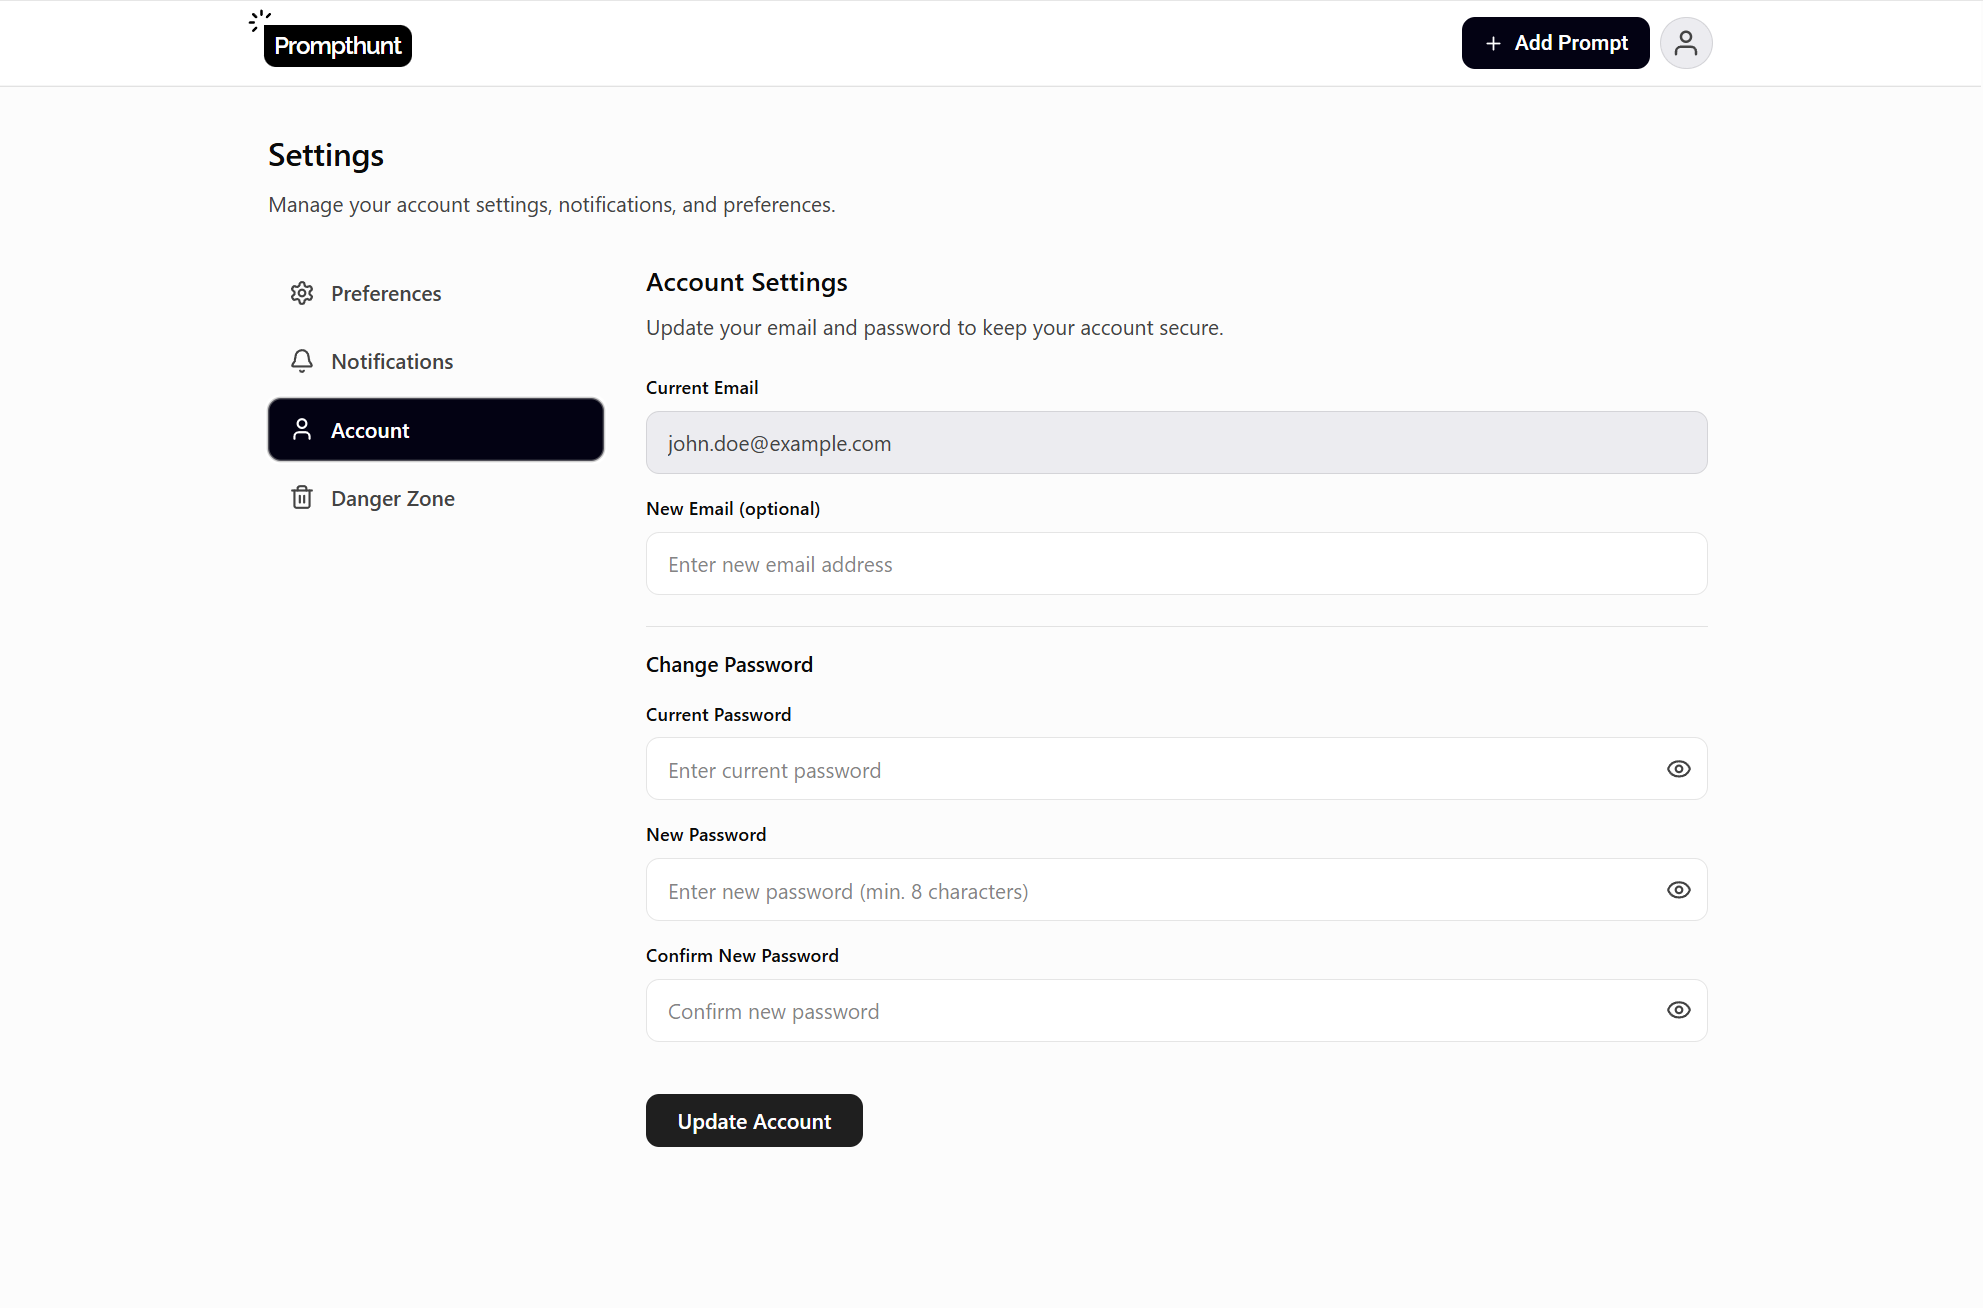 Prompthunt
+ Add Prompt
Settings
Manage your account settings, notifications, and preferences.
Preferences
Notifications
Account
Danger Zone
Account Settings
Update your email and password to keep your account secure.
Current Email
john.doe@example.com
New Email (optional)
Enter new email address
Change Password
Current Password
Enter current password
New Password
Enter new password (min. 8 characters)
Confirm New Password
Confirm new password
Update Account